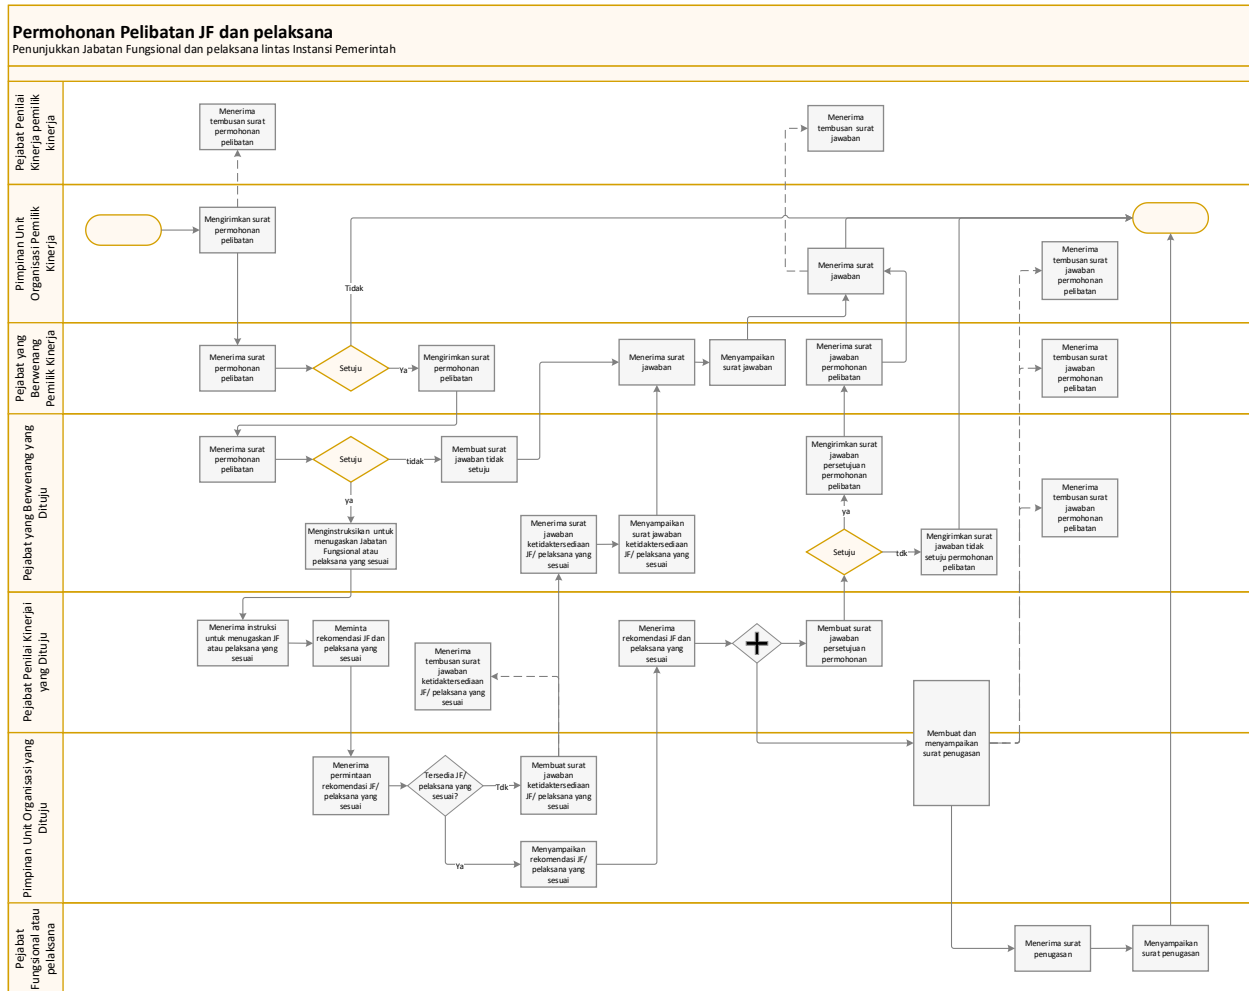 Permohonan Pelibatan JF dan pelaksana
Penunjukkan Jabatan Fungsional dan pelaksana lintas Instansi Pemerintah
Pejabat Penilai
Kinerja pemilik
kinerja
Menerima
tembusan surat
permohonan
pelibatan
Menerima
tembusan surat
jawaban
Pimpinan Unit
Organisasi Pemilik
Kinerja
Mengirimkan surat
permohonan
pelibatan
Tidak
Menerima surat
jawaban
Menerima
tembusan surat
jawaban
permohonan
pelibatan
Pejabat yang
Berwenang
Pemilik Kinerja
Menerima surat
permohonan
pelibatan
Setuju
Ya
Mengirimkan surat
permohonan
pelibatan
Menerima surat
jawaban
Menyampaikan
surat jawaban
Menerima surat
jawaban
permohonan
pelibatan
Menerima
tembusan surat
jawaban
permohonan
pelibatan
Pejabat yang Berwenang yang
Dituju
Menerima surat
permohonan
pelibatan
Setuju
tidak
Membuat surat
jawaban tidak
setuju
ya
Menginstruksikan untuk
menugaskan Jabatan
Fungsional atau
pelaksana yang sesuai
Menerima surat
jawaban
ketidaktersediaan
JF/ pelaksana yang
sesuai
Menyampaikan
surat jawaban
ketidaktersediaan
JF/ pelaksana yang
sesuai
Mengirimkan surat
jawaban
persetujuan
permohonan
pelibatan
ya
Setuju
tdk
Mengirimkan surat
jawaban tidak
setuju permohonan
pelibatan
Menerima
tembusan surat
jawaban
permohonan
pelibatan
Pejabat Penilei Kinerjai
yang Dituju
Menerima instruksi
untuk menugaskan JF
atau pelaksana yang
sesuai
Meminta
rekomendasi JF dan
pelaksana yang
sesuai
Menerima
tembusan surat
jawaban
ketidaktersediaan
JF/ pelaksana yang
sesuai
Menerima
rekomendasi JF dan
pelaksana yang
sesuai
Membuat surat
jawaban
persetujuan
permohonan
Membuat dan
menyampaikan
surat penugasan
Pimpinan Unit Organisasi yang
Dituju
Menerima
permintaan
rekomendasi JF/
pelaksana yang
sesuai
Tersedia JF/
pelaksana yang
sesuai?
Tdk
Membuat surat
jawaban
ketidaktersediaan
JF/ pelaksana yang
sesuai
Ya
Menyampaikan
rekomendasi JF/
pelaksana yang
sesuai
Pejabat
Fungsional atau
pelaksana
Menerima surat
penugasan
Menyampaikan
surat penugasan